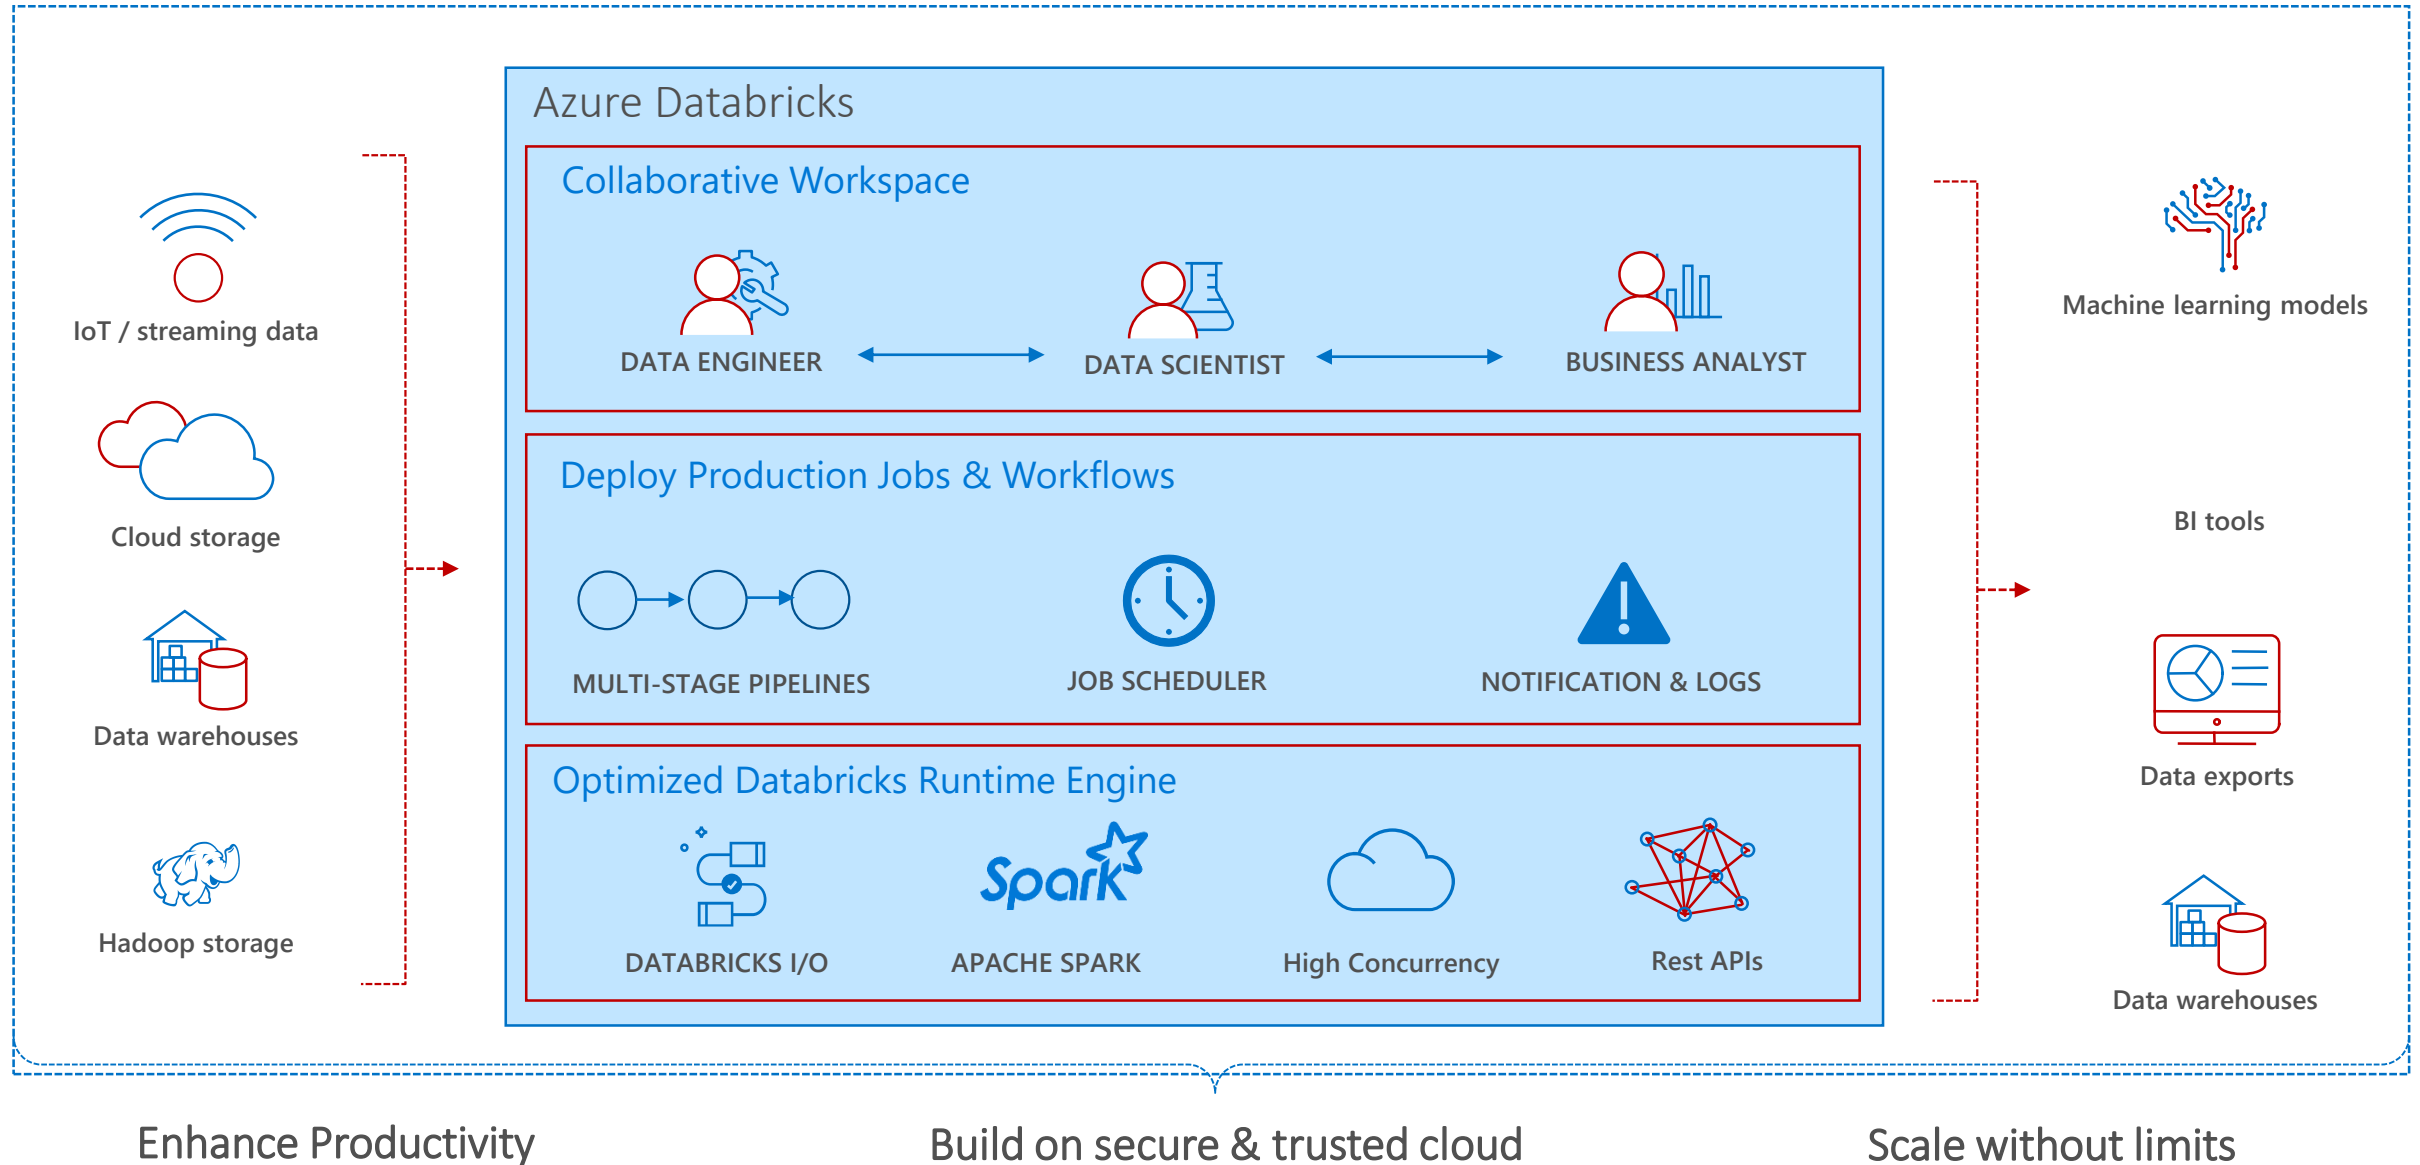 Azure Databricks
Collaborative Workspace
DATA ENGINEER
DATA SCIENTIST
BUSINESS ANALYST
Deploy Production Jobs & Workflows
MULTI-STAGE PIPELINES
JOB SCHEDULER
NOTIFICATION & LOGS
Optimized Databricks Runtime Engine
Spark
DATABRICKS I/O
APACHE SPARK
High Concurrency
Rest APIs
IoT / streaming data
Cloud storage
Data warehouses
Hadoop storage
Machine learning models
BI tools
Data exports
Data warehouses
Enhance Productivity
Build on secure & trusted cloud
Scale without limits